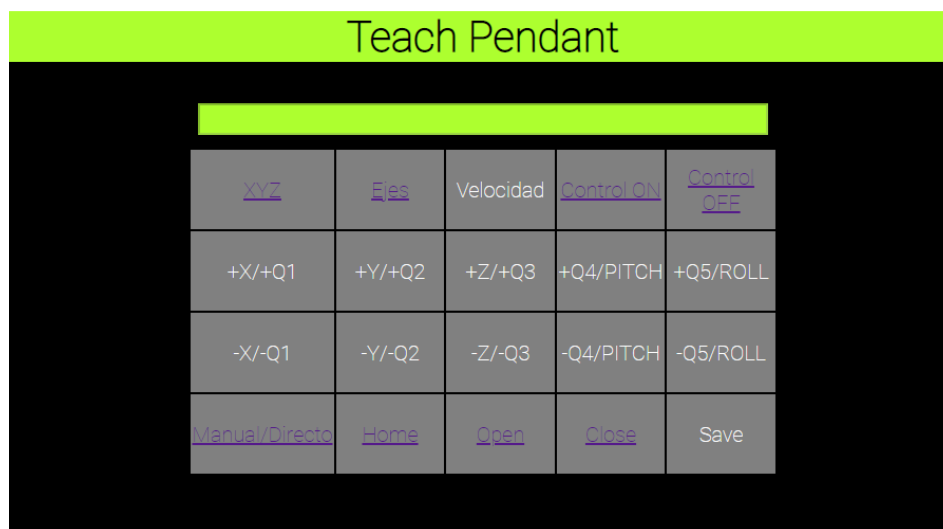 Teach Pendant
XYZ Ejes Velocidad Control ON Control
OFF
+X/+Q1 +Y/+Q2 +Z/+Q3 +Q4/PITCH +Q5/ROLL
-X/-Q1 -Y/-Q2 -Z/-Q3 -Q4/PITCH -Q5/ROLL
Manual/Directo Home Open Close Save